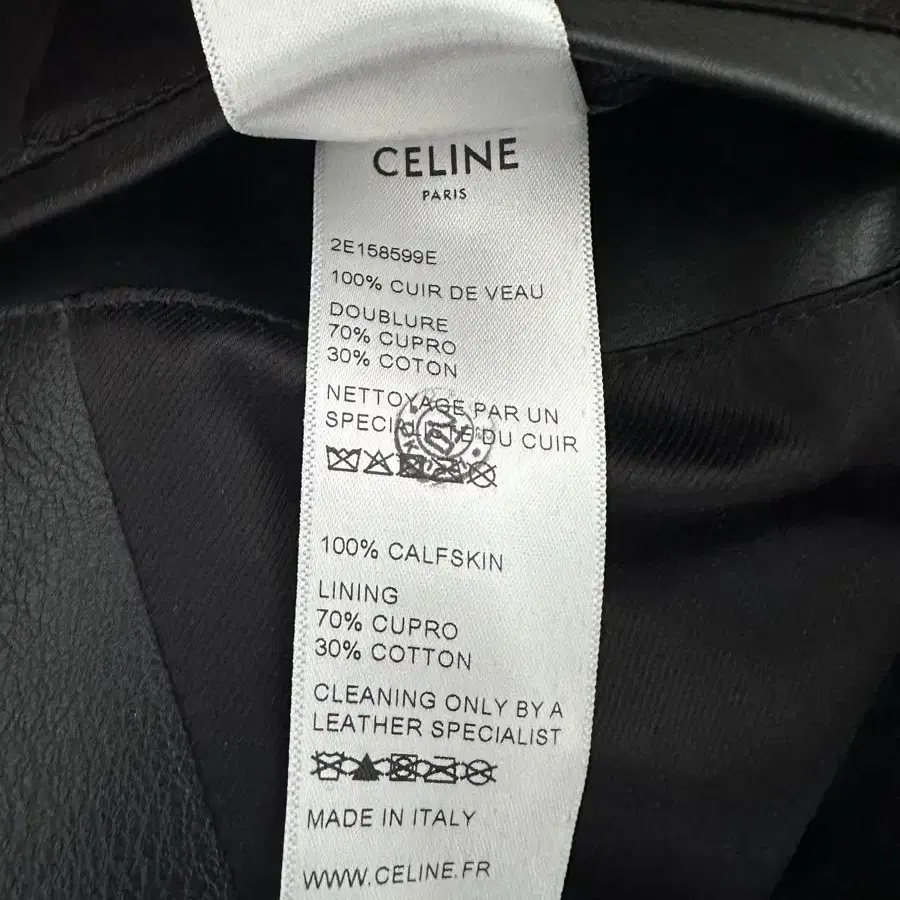 CELINE
PARIS
2E158599E
100% CUIR DE VEAU
DOUBLURE
70% CUPRO
30% COTON
NETTOYAGE PAR UN
SPECIALISTE DU CUIR
100% CALFSKIN
LINING
70% CUPRO
30% COTTON
CLEANING ONLY BY A
LEATHER SPECIALIST
MADE IN ITALY
WWW.CELINE.FR